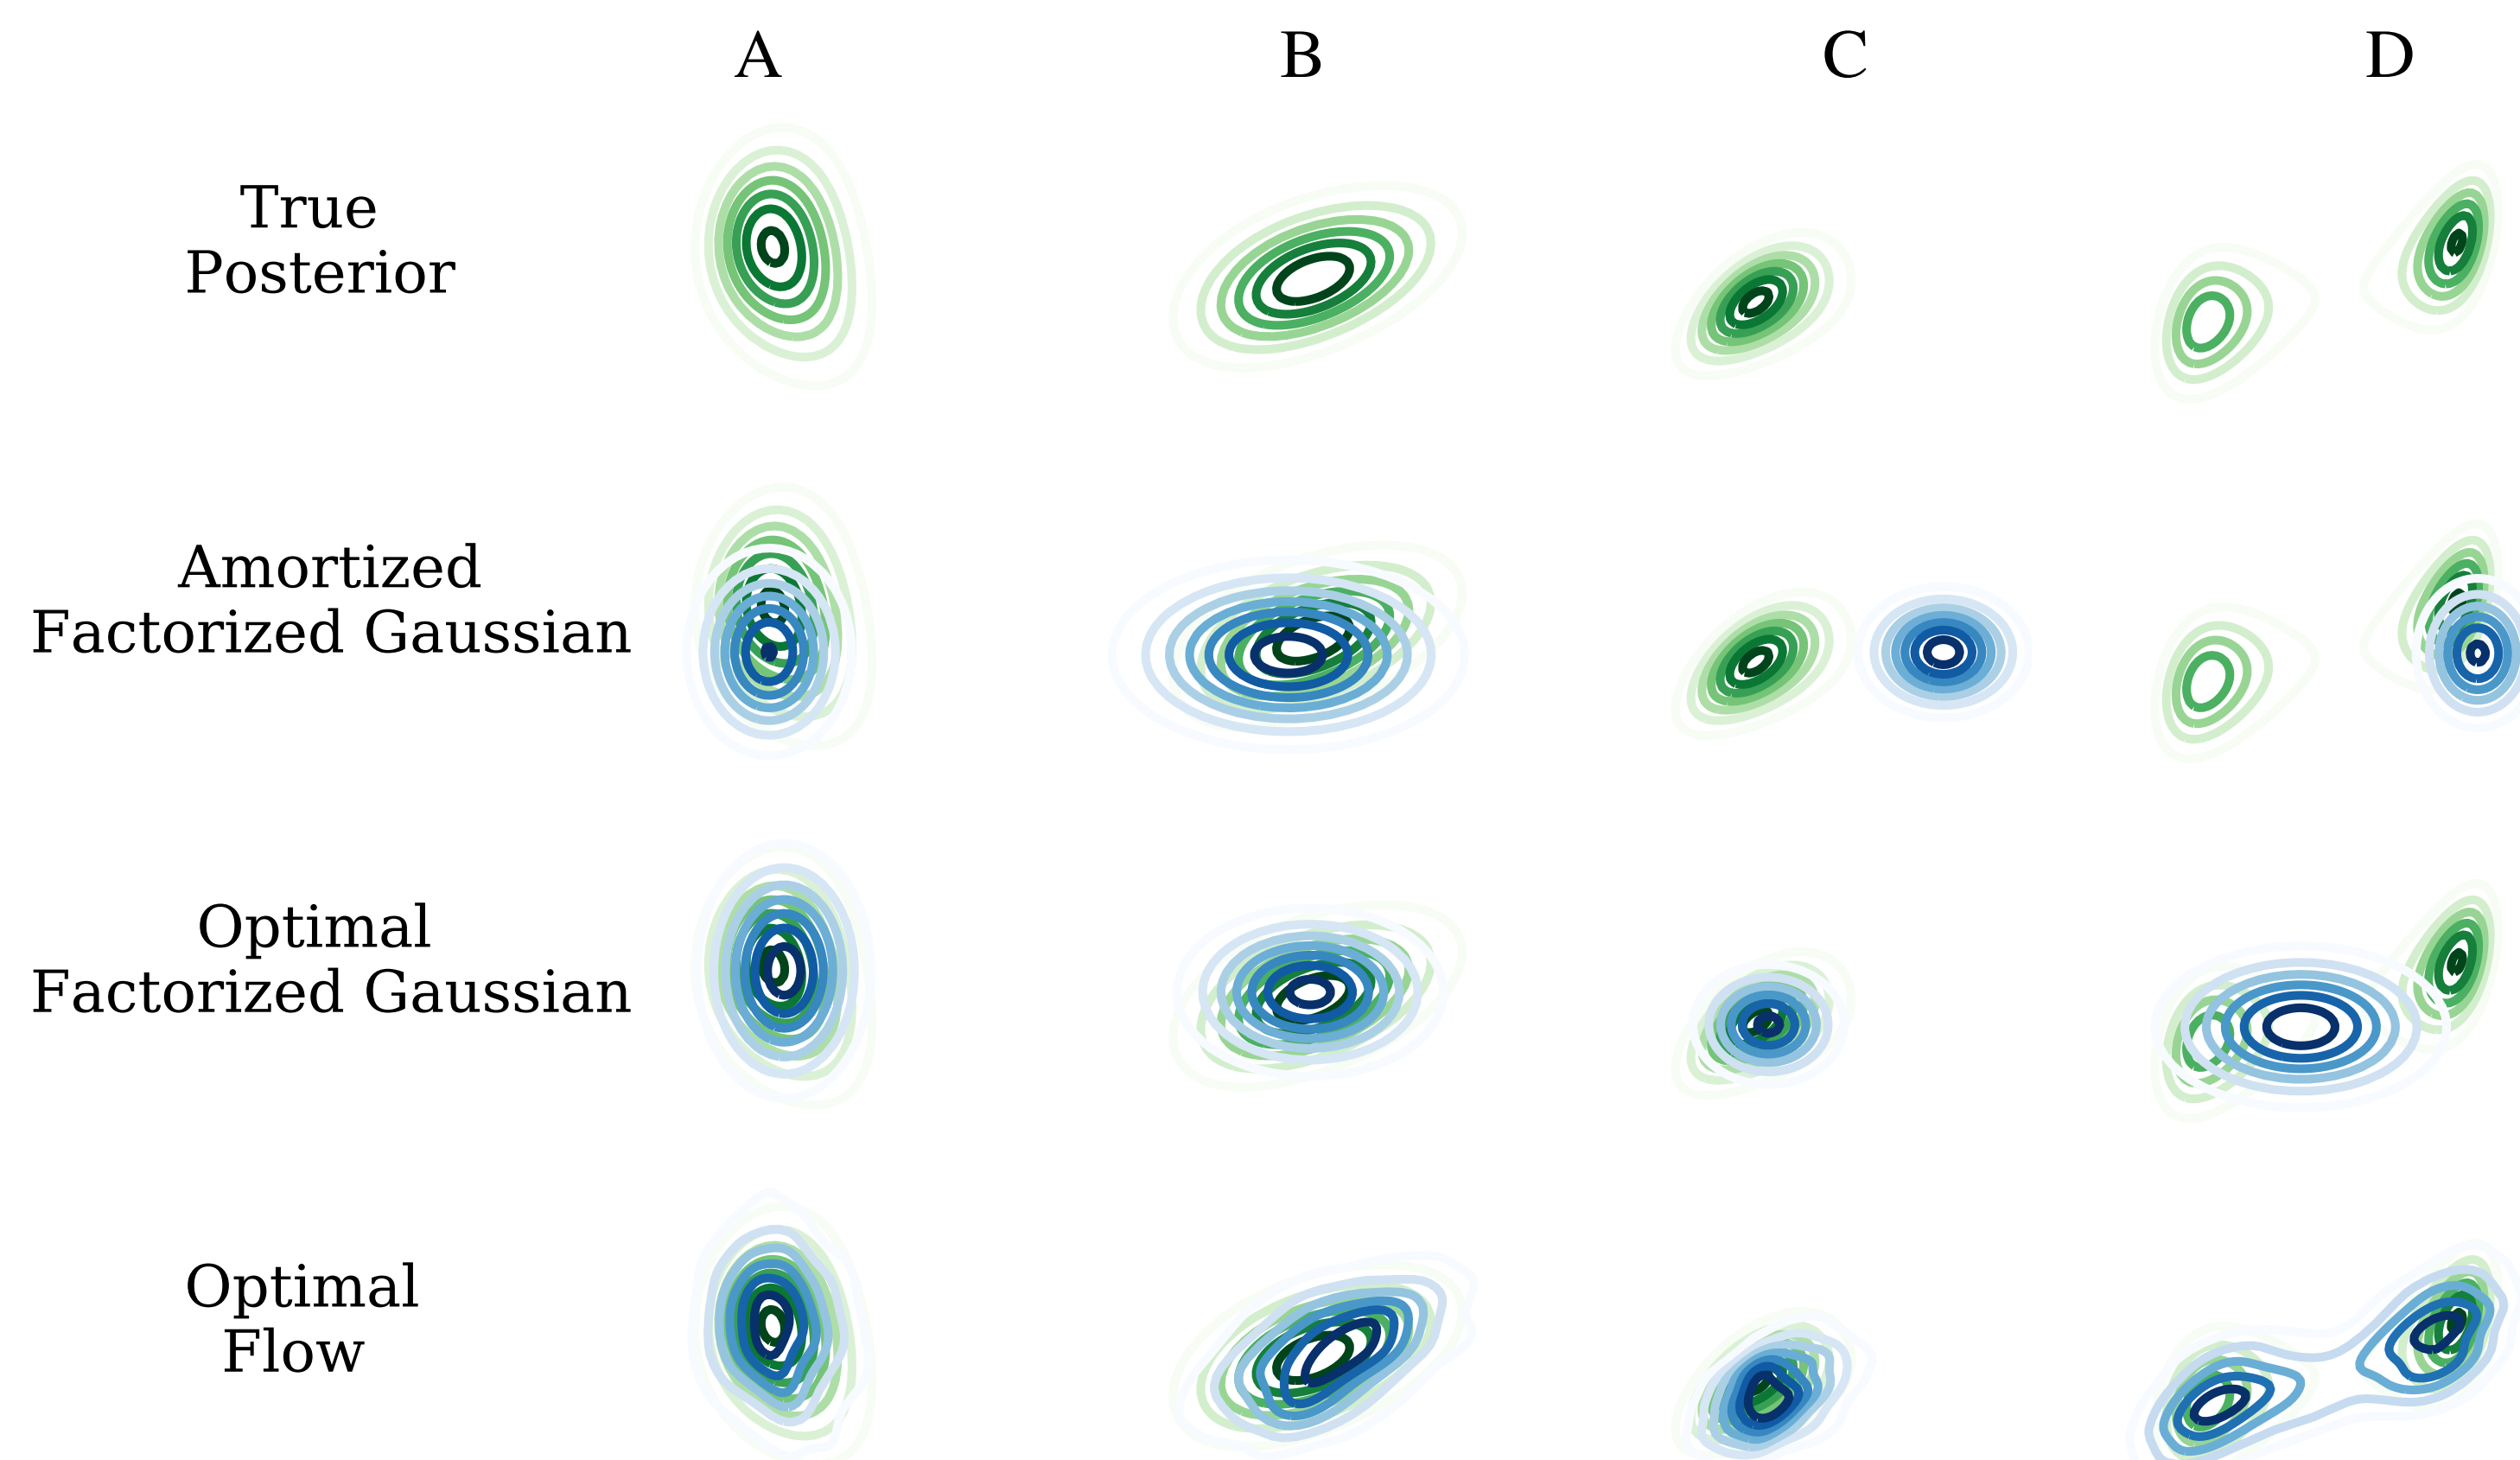 A B C D
True
Posterior
Amortized
Factorized Gaussian
Optimal
Factorized Gaussian
Optimal
Flow